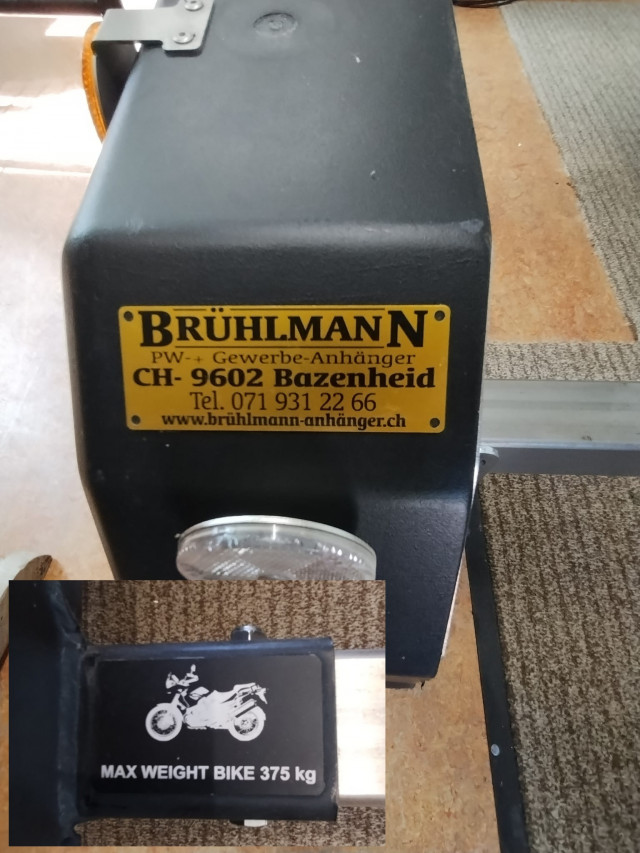 BRÜHLMANN
PW-+ Gewerbe-Anhänger
CH- 9602 Bazenheid
Tel. 071 931 22 66
www.brühlmann-anhänger.ch
MAX WEIGHT BIKE 375 kg